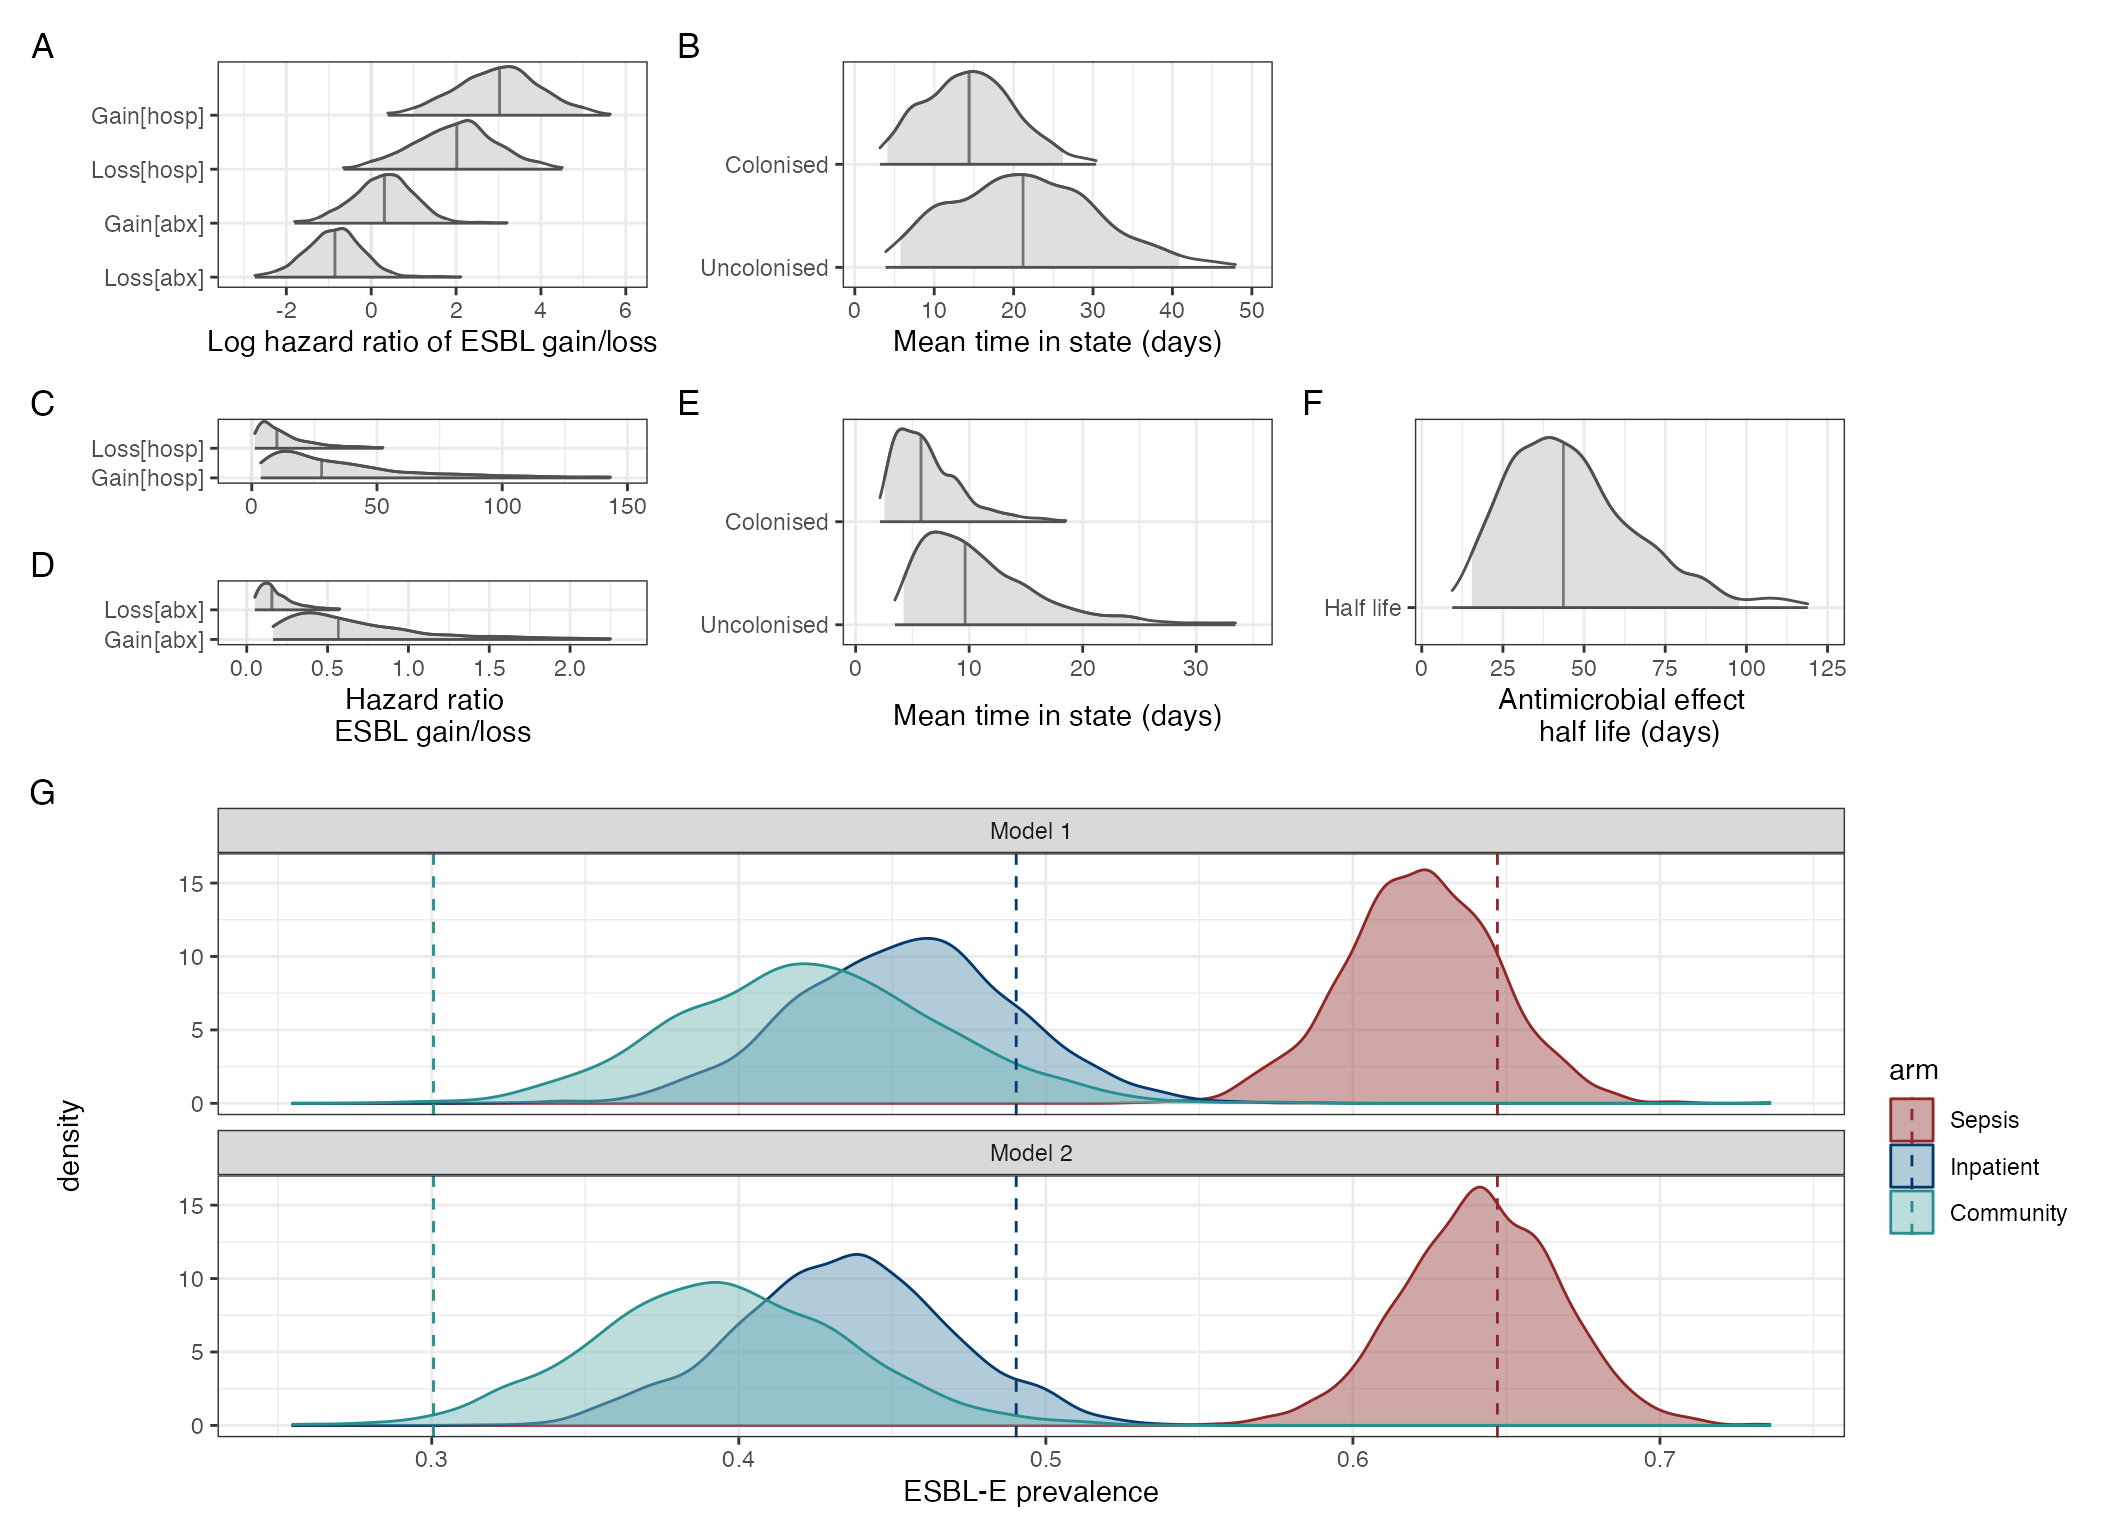 A
Gain[hosp]
Loss[hosp]
Gain[abx]
Loss[abx]
-2 0 2 4 6
Log hazard ratio of ESBL gain/loss
B
Colonised
Uncolonised
0 10 20 30 40 50
Mean time in state (days)
C
Loss[hosp]
Gain[hosp]
0 50 100 150
D
Loss[abx]
Gain[abx]
0.0 0.5 1.0 1.5 2.0
Hazard ratio
ESBL gain/loss
E
Colonised
Uncolonised
0 10 20 30
Mean time in state (days)
F
Half life
0 25 50 75 100 125
Antimicrobial effect
half life (days)
G
density
Model 1
15
10
5
0
Model 2
15
10
5
0
0.3 0.4 0.5 0.6 0.7
ESBL-E prevalence
arm
Sepsis
Inpatient
Community